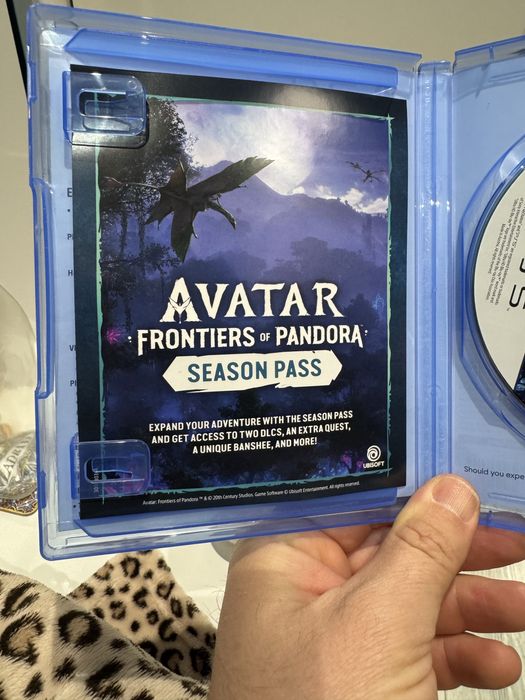 AVATAR
FRONTIERS OF PANDORA
SEASON PASS
EXPAND YOUR ADVENTURE WITH THE SEASON PASS
AND GET ACCESS TO TWO DLCS, AN EXTRA QUEST,
A UNIQUE BANSHEE, AND MORE!
UBISOFT
Avatar: Frontiers of Pandora ™ & © 20th Century Studios. Game Software © Ubisoft Entertainment. All rights reserved.
Should you expe